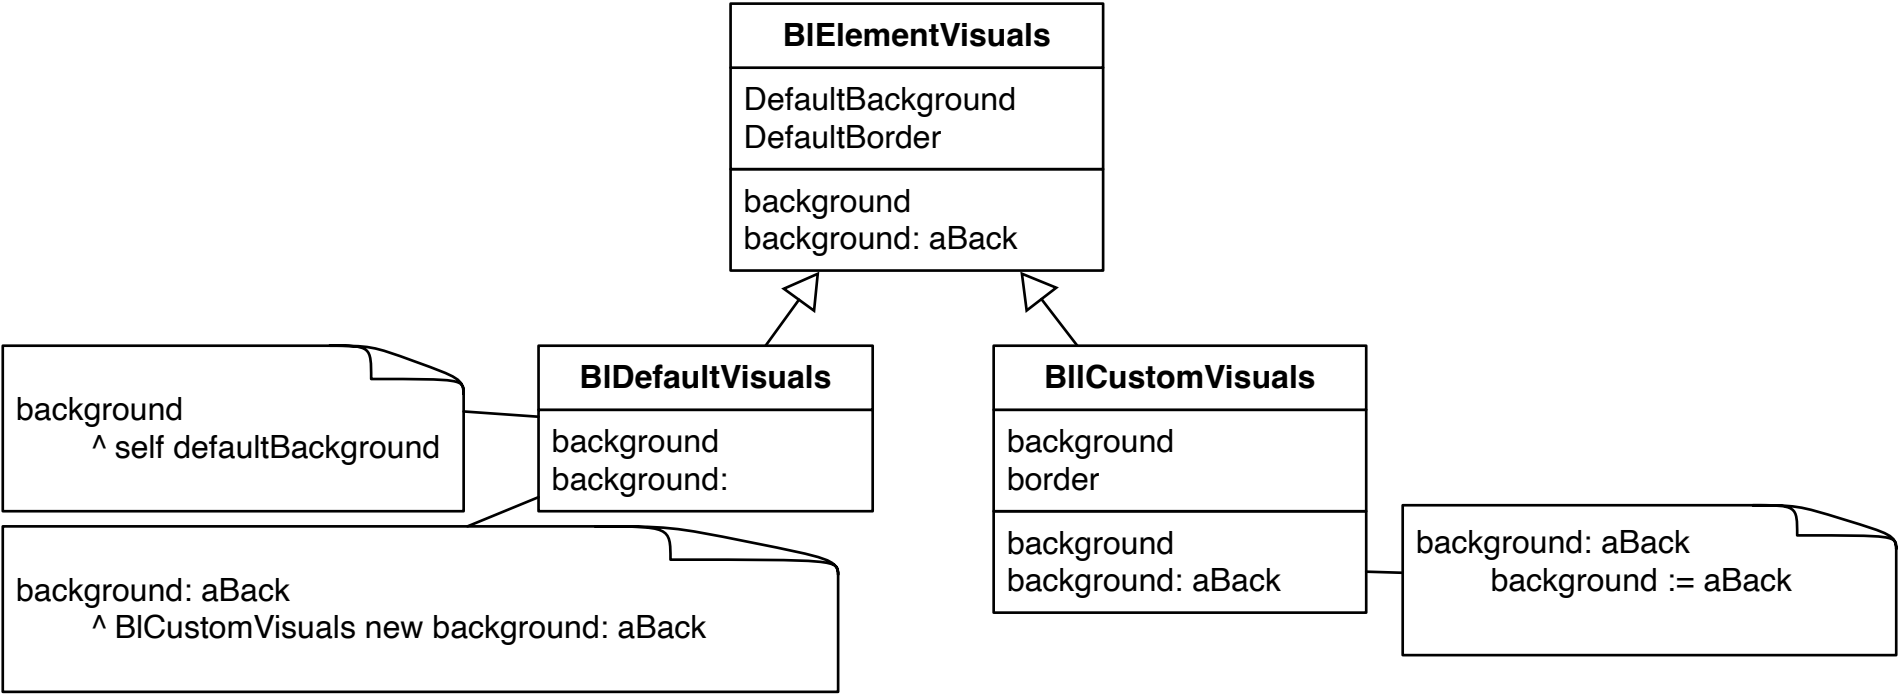 BlElementVisuals
DefaultBackground
DefaultBorder
background
background: aBack
background
^ self defaultBackground
BlDefaultVisuals
background
background:
background: aBack
^ BlCustomVisuals new background: aBack
BllCustomVisuals
background
border
background
background: aBack
background: aBack
background := aBack